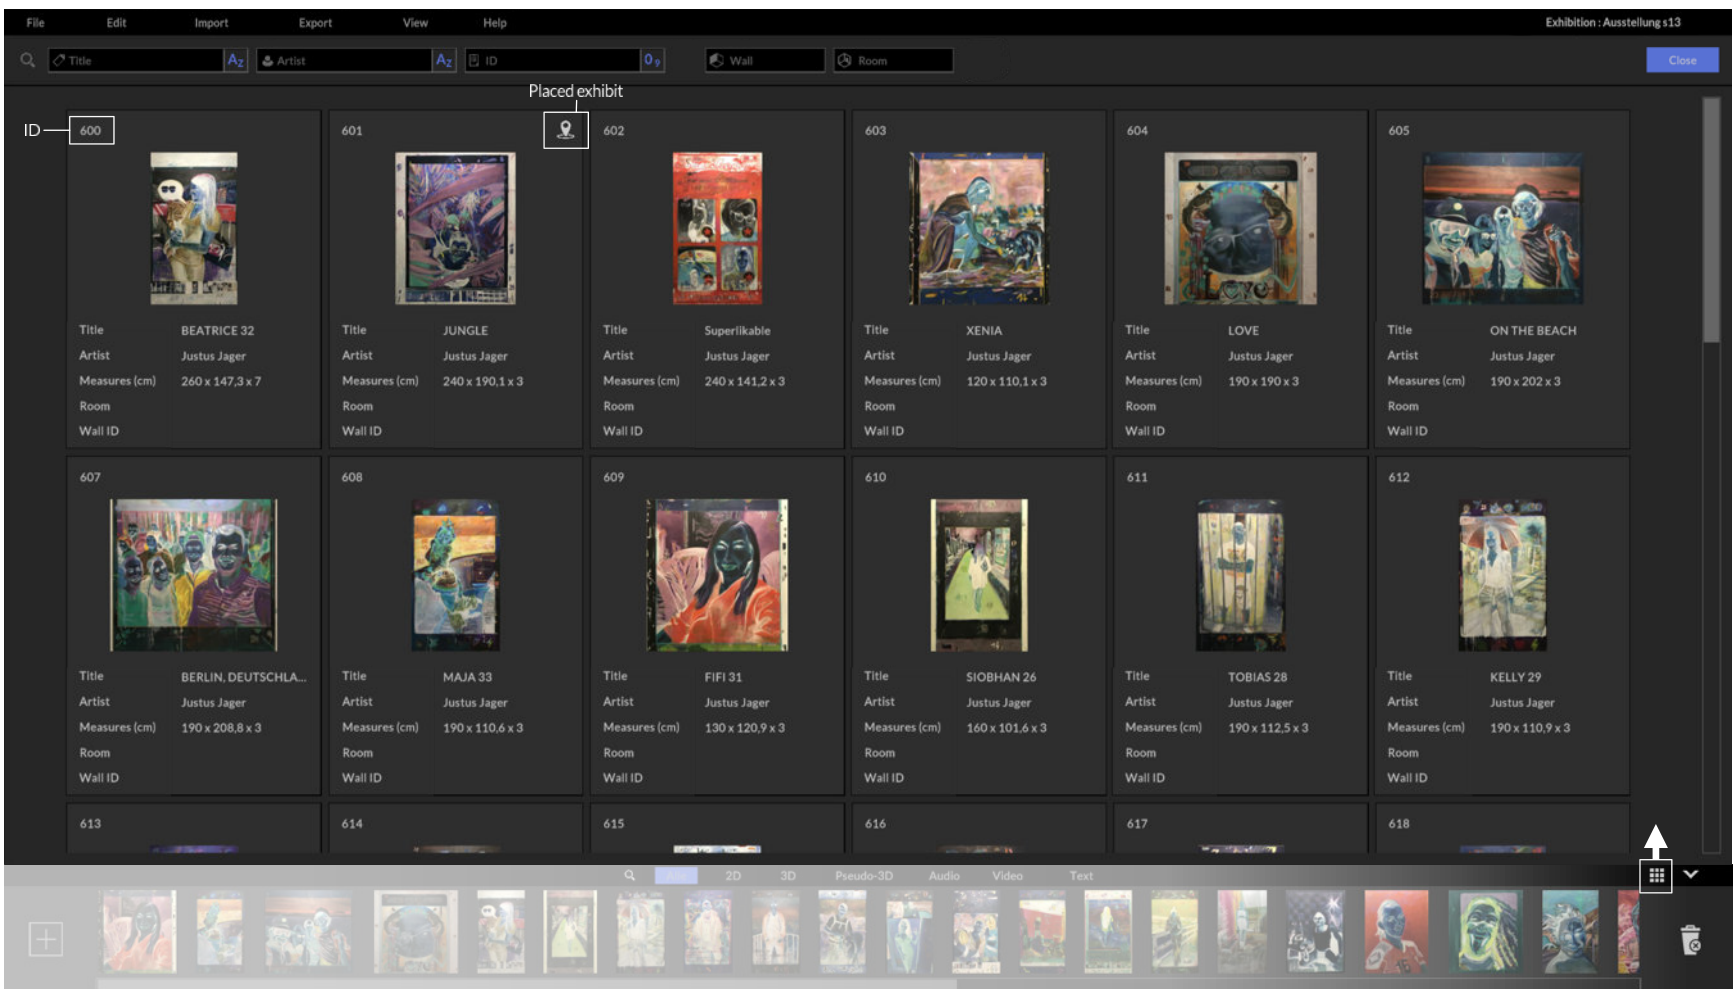 File Edit Import Export View Help Exhibition : Ausstellung s13
Title AZ Artist AZ ID 09 Wall Room Close
Placed exhibit
ID 600 601 602 603 604 605
Title BEATRICE 32 Title JUNGLE Title Superlikable Title XENIA Title LOVE Title ON THE BEACH
Artist Justus Jager Artist Justus Jager Artist Justus Jager Artist Justus Jager Artist Justus Jager Artist Justus Jager
Measures (cm) 260 x 147,3 x 7 Measures (cm) 240 x 190,1 x 3 Measures (cm) 240 x 141,2 x 3 Measures (cm) 120 x 110,1 x 3 Measures (cm) 190 x 190 x 3 Measures (cm) 190 x 202 x 3
Room Room Room Room Room Room
Wall ID Wall ID Wall ID Wall ID Wall ID Wall ID
607 608 609 610 611 612
Title BERLIN, DEUTSCHLA... Title MAJA 33 Title FIFI 31 Title SIOBHAN 26 Title TOBIAS 28 Title KELLY 29
Artist Justus Jager Artist Justus Jager Artist Justus Jager Artist Justus Jager Artist Justus Jager Artist Justus Jager
Measures (cm) 190 x 208,8 x 3 Measures (cm) 190 x 110,6 x 3 Measures (cm) 130 x 120,9 x 3 Measures (cm) 160 x 101,6 x 3 Measures (cm) 190 x 112,5 x 3 Measures (cm) 190 x 110,9 x 3
Room Room Room Room Room Room
Wall ID Wall ID Wall ID Wall ID Wall ID Wall ID
613 614 615 616 617 618
2D 3D Pseudo-3D Audio Video Text